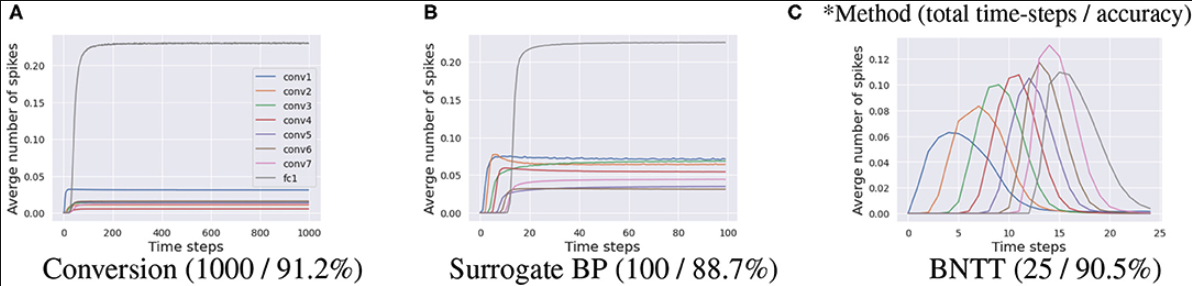 A
B
C *Method (total time-steps / accuracy)
Averge number of spikes
0.20
0.15
0.10
0.05
0.00
conv1
conv2
conv3
conv4
conv5
conv6
conv7
fc1
0 200 400 600 800 1000
Time steps
Conversion (1000 / 91.2%)
Averge number of spikes
0.20
0.15
0.10
0.05
0.00
0 20 40 60 80 100
Time steps
Surrogate BP (100 / 88.7%)
Averge number of spikes
0.12
0.10
0.08
0.06
0.04
0.02
0.00
0 5 10 15 20 25
Time steps
BNTT (25 / 90.5%)